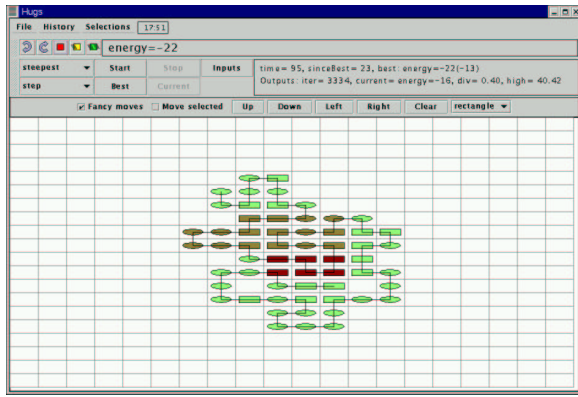 Hugs
File History Selections 17:51
energy=-22
steepest Start Stop Inputs time= 95, sinceBest= 23, best: energy=-22(-13)
step Best Current Outputs: iter= 3334, current= energy=-16, div= 0.40, high= 40.42
Fancy moves Move selected Up Down Left Right Clear rectangle